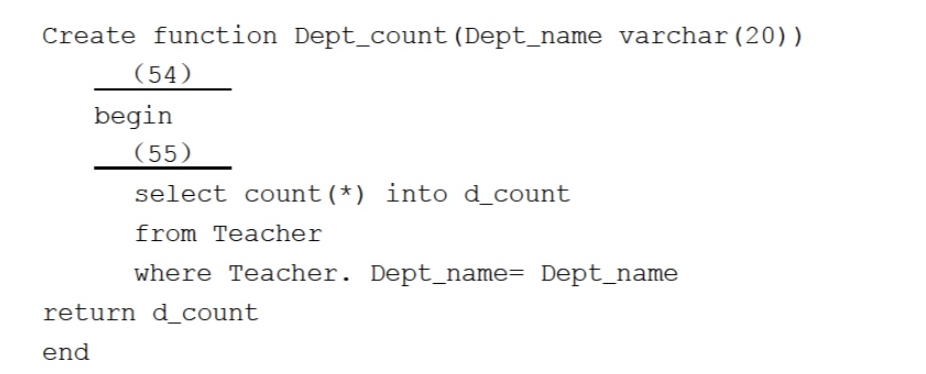 Create function Dept_count(Dept_name varchar(20))
(54)
begin
(55)
select count(*) into d_count
from Teacher
where Teacher. Dept_name= Dept_name
return d_count
end